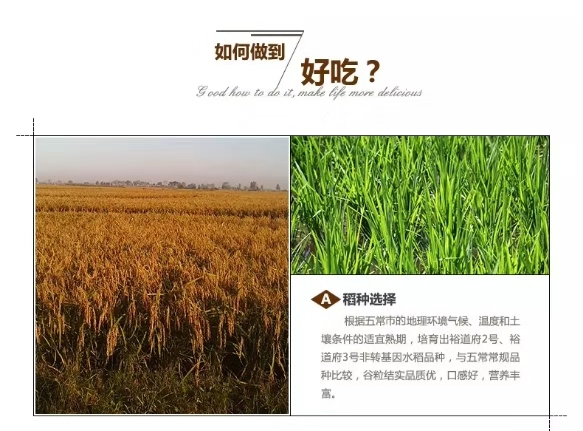 如何做到
好吃？
Good how to do it, make life more delicious
A 稻种选择
根据五常市的地理环境气候、温度和土
壤条件的适宜熟期，培育出裕道府2号、裕
道府3号非转基因水稻品种，与五常常规品
种比较，谷粒结实品质优，口感好，营养丰
富。